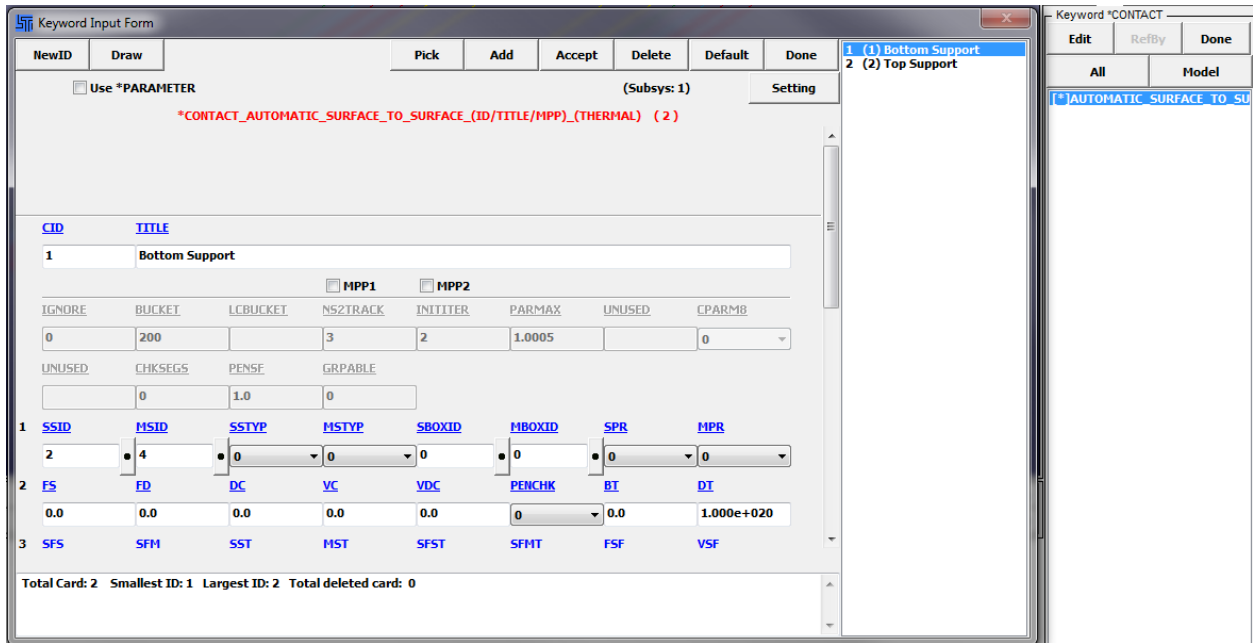 Keyword Input Form
NewID Draw Pick Add Accept Delete Default Done
Use *PARAMETER (Subsys: 1) Setting
*CONTACT_AUTOMATIC_SURFACE_TO_SURFACE_(ID/TITLE/MPP)_(THERMAL) (2)
CID TITLE
1 Bottom Support
MPP1 MPP2
IGNORE BUCKET LCBUCKET NS2TRACK INITITER PARMAX UNUSED CPARM8
0 200 3 2 1.0005 0
UNUSED CHKSEGS PENSF GRPABLE
0 1.0 0
1 SSID MSID SSTYP MSTYP SBOXID MBOXID SPR MPR
2 4 0 0 0 0 0 0
2 FS FD DC VC VDC PENCHK BT DT
0.0 0.0 0.0 0.0 0.0 0 0.0 1.000e+020
3 SFS SFM SST MST SFST SFMT FSF VSF
Total Card: 2 Smallest ID: 1 Largest ID: 2 Total deleted card: 0
1 (1) Bottom Support
2 (2) Top Support
Keyword *CONTACT
Edit RefBy Done
All Model
[*]AUTOMATIC_SURFACE_TO_SU